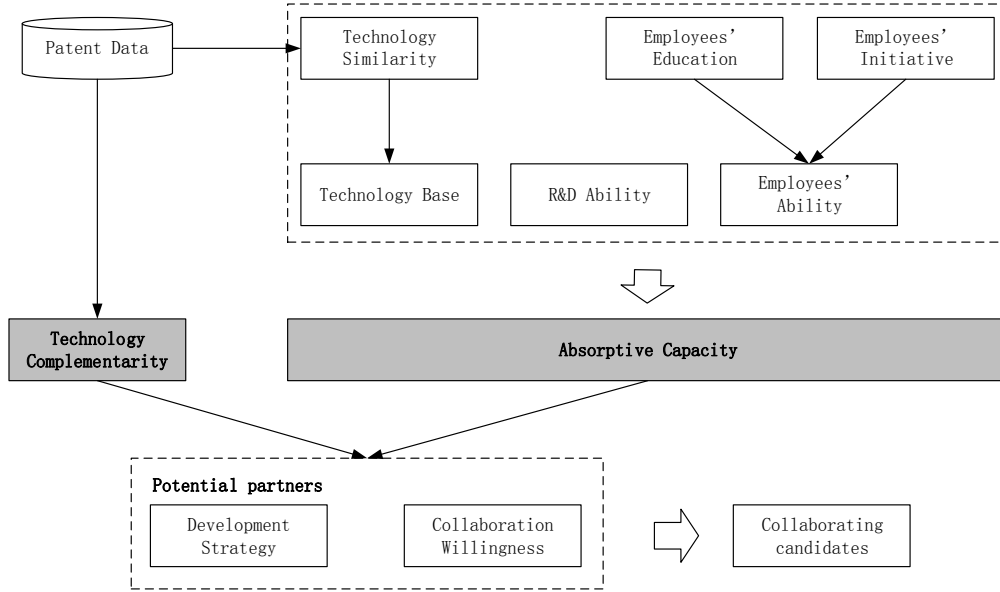 Patent Data
Technology
Similarity
Employees’
Education
Employees’
Initiative
Technology Base
R&D Ability
Employees’
Ability
Technology
Complementarity
Absorptive Capacity
Potential partners
Development
Strategy
Collaboration
Willingness
Collaborating
candidates